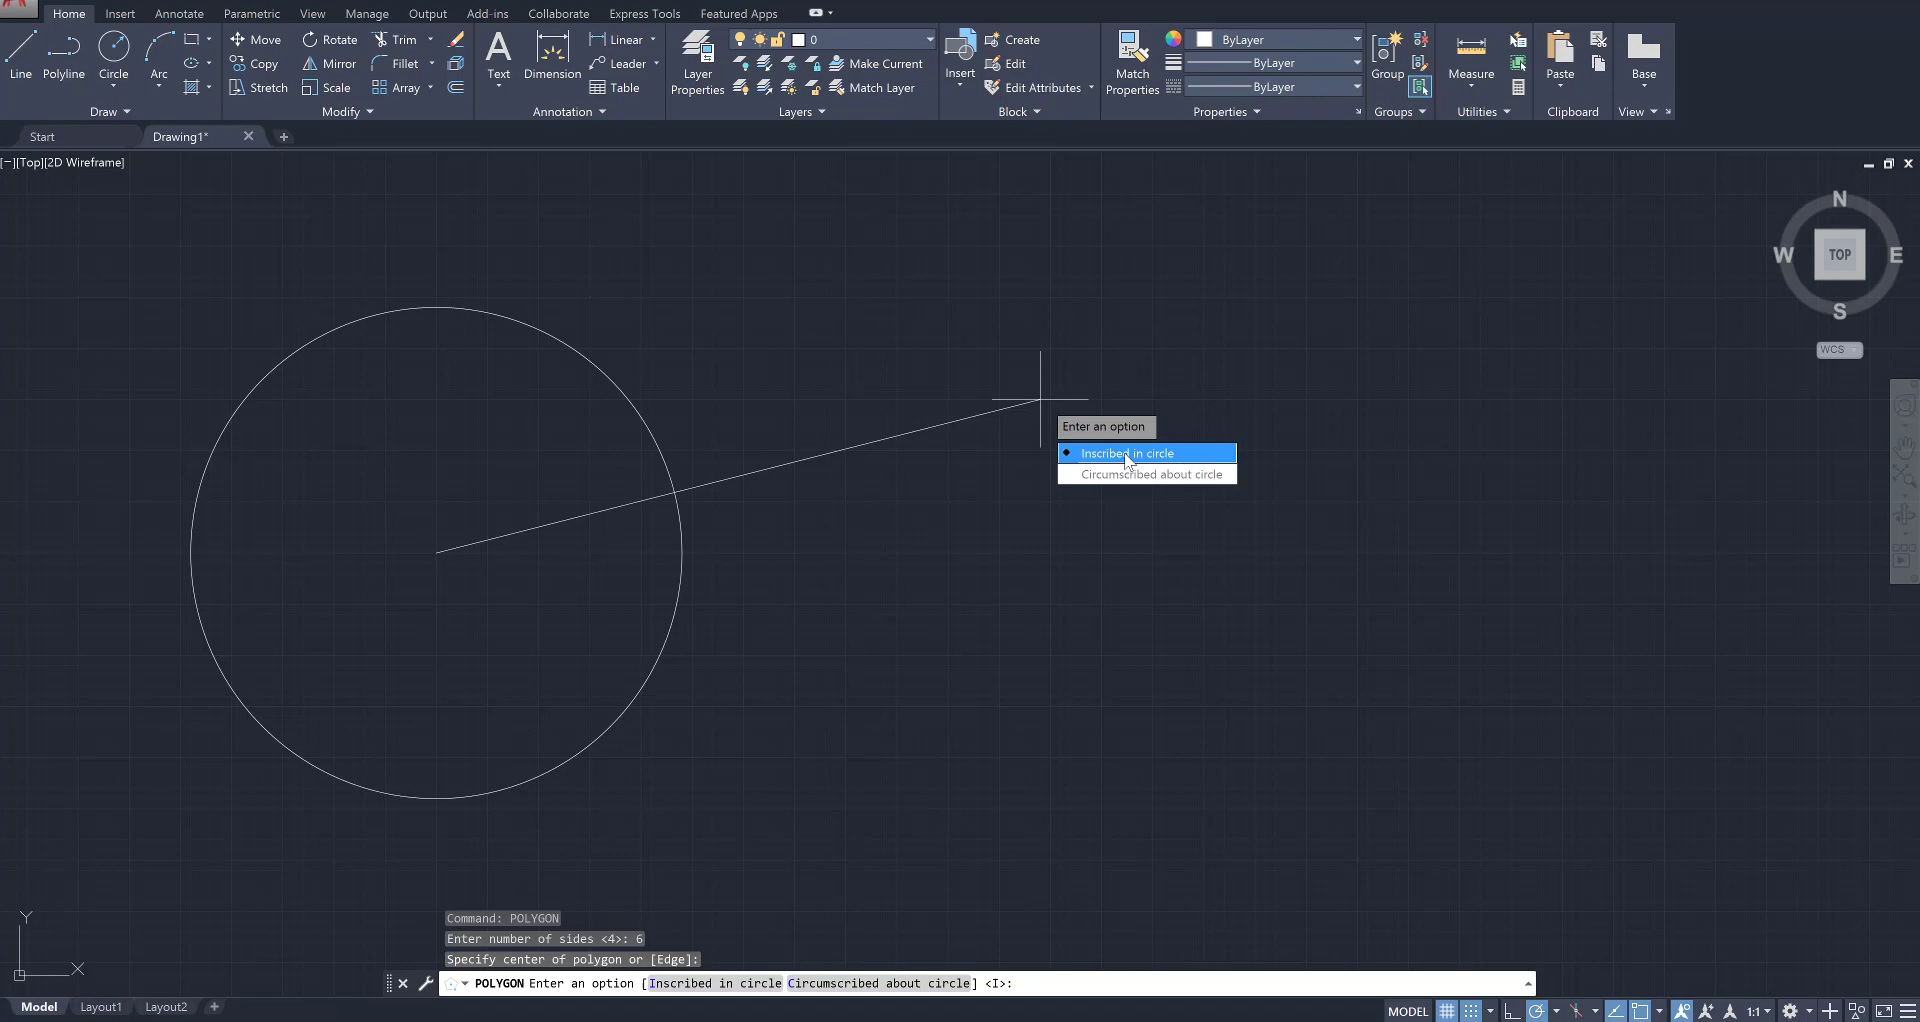 Home Insert Annotate Parametric View Manage Output Add-ins Collaborate Express Tools Featured Apps
Move Rotate Trim Linear 0 Create ByLayer
Copy Mirror Fillet Leader Make Current Edit ByLayer
Line Polyline Circle Arc Text Dimension Layer Properties Insert Match Properties Group Measure Paste Base
Stretch Scale Array Table Match Layer Edit Attributes ByLayer
Draw Modify Annotation Layers Block Properties Groups Utilities Clipboard View
Start Drawing1*
[−][Top][2D Wireframe]
N
W TOP E
S
WCS
Enter an option
Inscribed in circle
Circumscribed about circle
Y
X
Command: POLYGON
Enter number of sides <4>: 6
Specify center of polygon or [Edge]:
POLYGON Enter an option [Inscribed in circle Circumscribed about circle] <I>:
Model Layout1 Layout2
MODEL 1:1